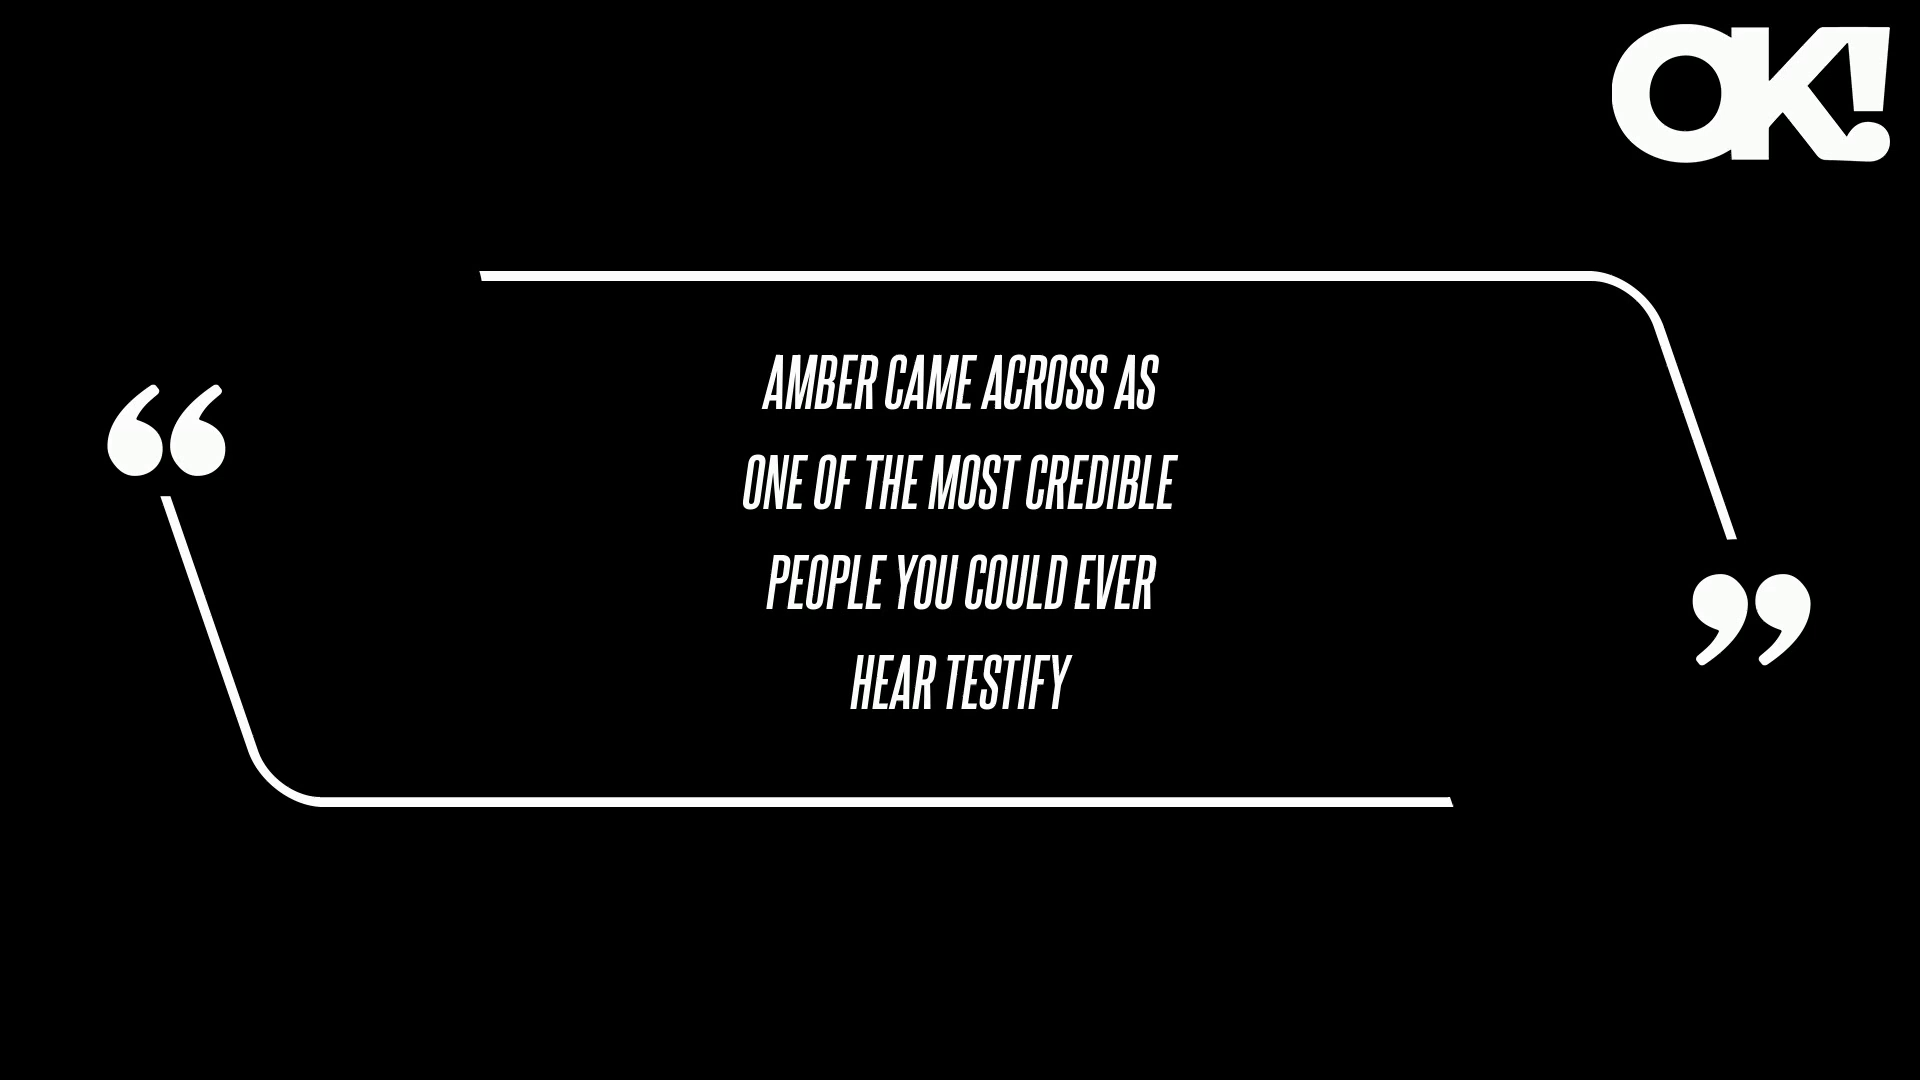 OK!
“
AMBER CAME ACROSS AS
ONE OF THE MOST CREDIBLE
PEOPLE YOU COULD EVER
HEAR TESTIFY
”